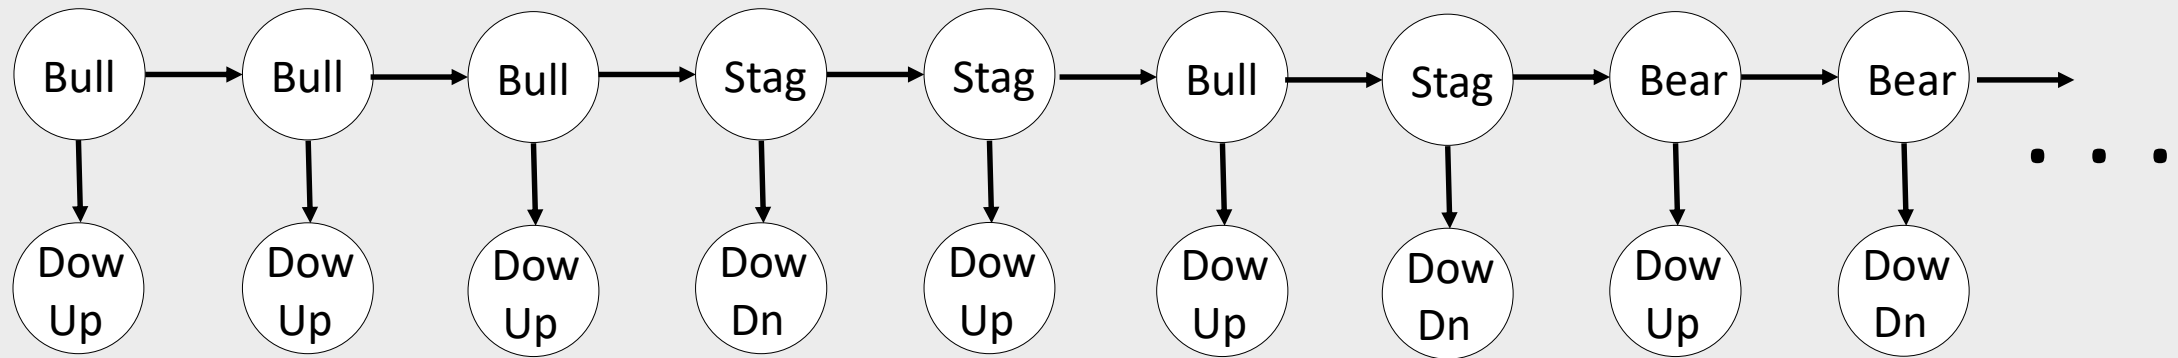 Bull Bull Bull Stag Stag Bull Stag Bear Bear
Dow Dow Dow Dow Dow Dow Dow Dow Dow
Up Up Up Dn Up Up Dn Up Dn
. . .